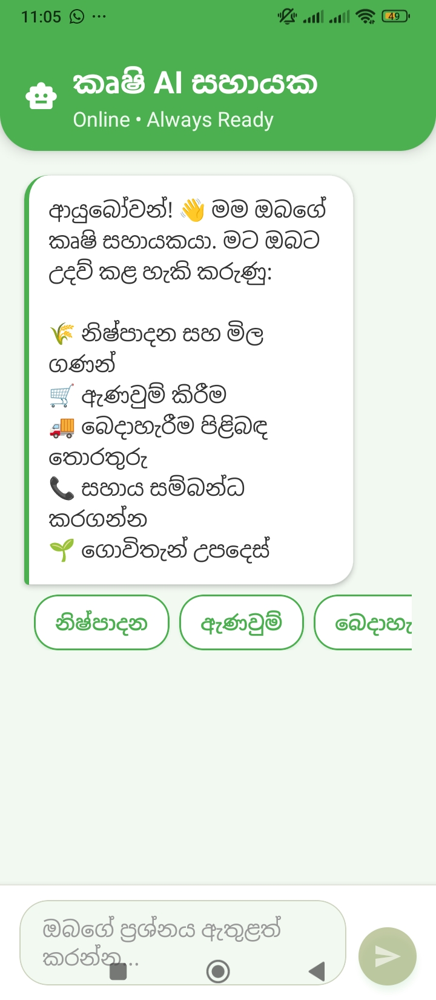 11:05
49
කෘෂි AI සහායක
Online • Always Ready
ආයුබෝවන්! 👋 මම ඔබගේ
කෘෂි සහායකයා. මට ඔබට
උදව් කළ හැකි කරුණු:
🌾 නිෂ්පාදන සහ මිල
ගණන්
🛒 ඇණවුම් කිරීම
🚚 බෙදාහැරීම පිළිබඳ
තොරතුරු
📞 සහාය සම්බන්ධ
කරගන්න
🌱 ගොවිතැන් උපදෙස්
නිෂ්පාදන
ඇණවුම්
බෙදාහැ
ඔබගේ ප්‍රශ්නය ඇතුළත්
කරන්න...